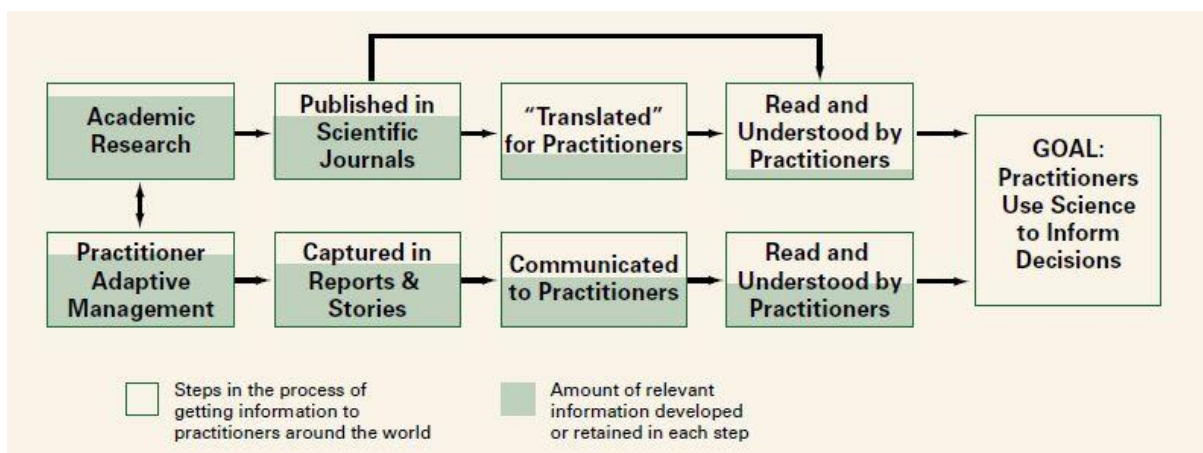 Academic
Research
Published in
Scientific
Journals
“Translated”
for Practitioners
Read and
Understood by
Practitioners
GOAL:
Practitioners
Use Science
to Inform
Decisions
Practitioner
Adaptive
Management
Captured in
Reports &
Stories
Communicated
to Practitioners
Read and
Understood by
Practitioners
Steps in the process of
getting information to
practitioners around the world
Amount of relevant
information developed
or retained in each step